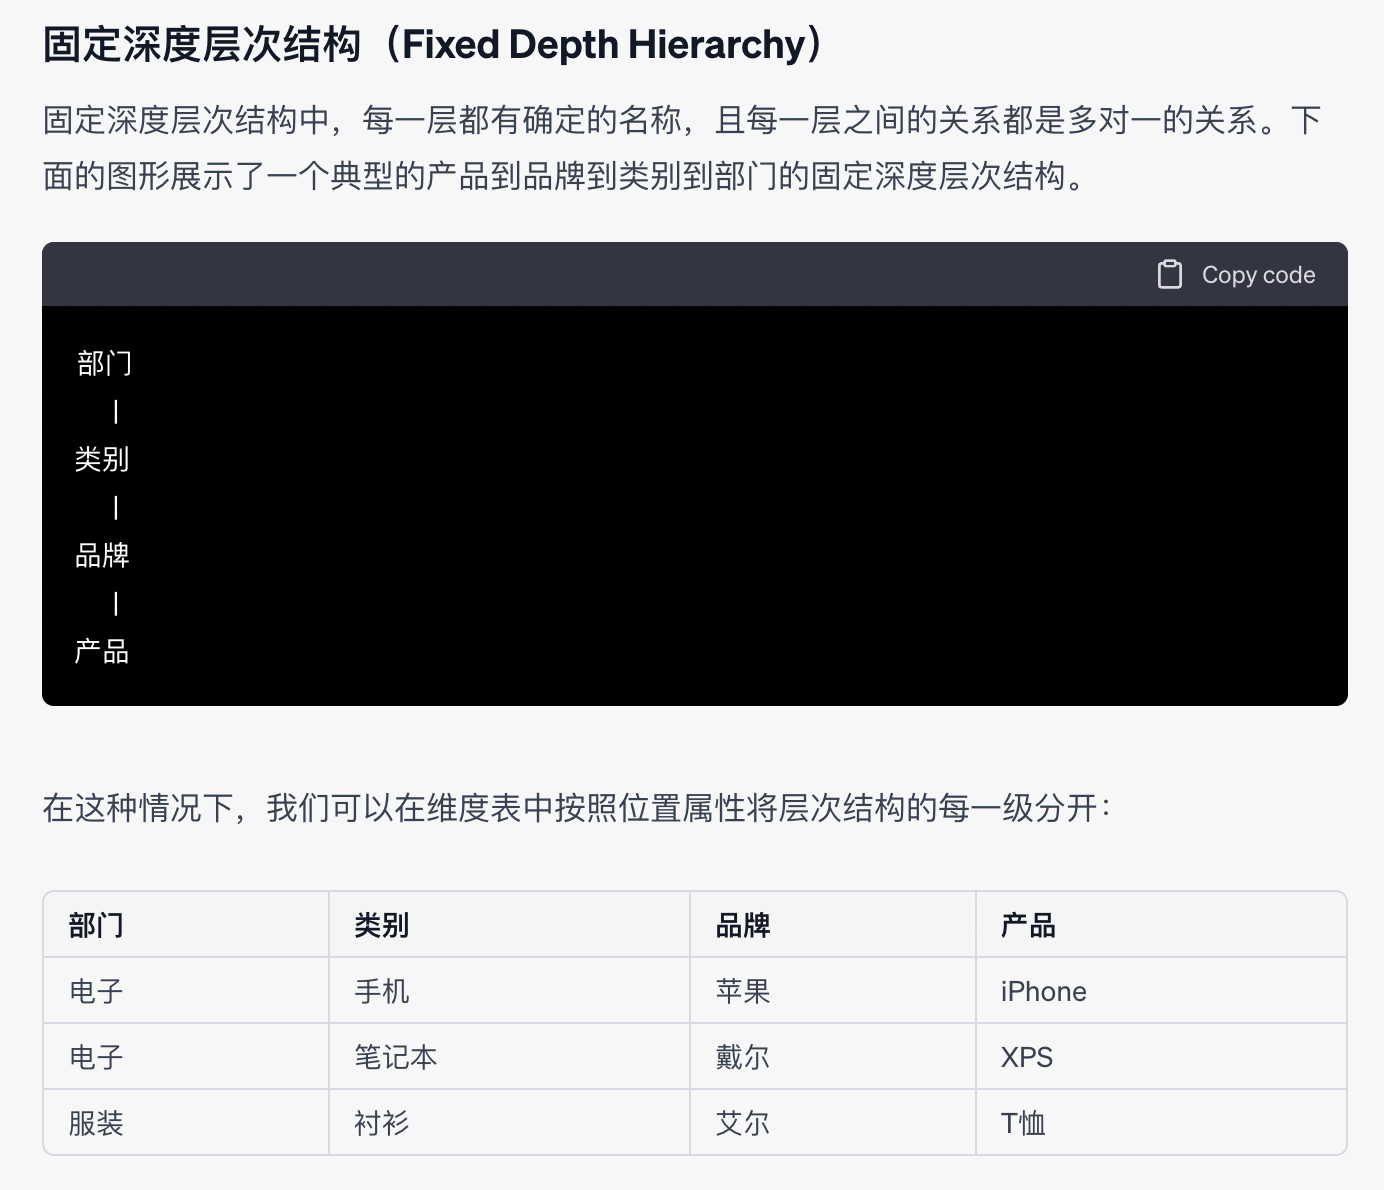 固定深度层次结构（Fixed Depth Hierarchy）
固定深度层次结构中，每一层都有确定的名称，且每一层之间的关系都是多对一的关系。下
面的图形展示了一个典型的产品到品牌到类别到部门的固定深度层次结构。
Copy code
部门
|
类别
|
品牌
|
产品
在这种情况下，我们可以在维度表中按照位置属性将层次结构的每一级分开：
部门 类别 品牌 产品
电子 手机 苹果 iPhone
电子 笔记本 戴尔 XPS
服装 衬衫 艾尔 T恤